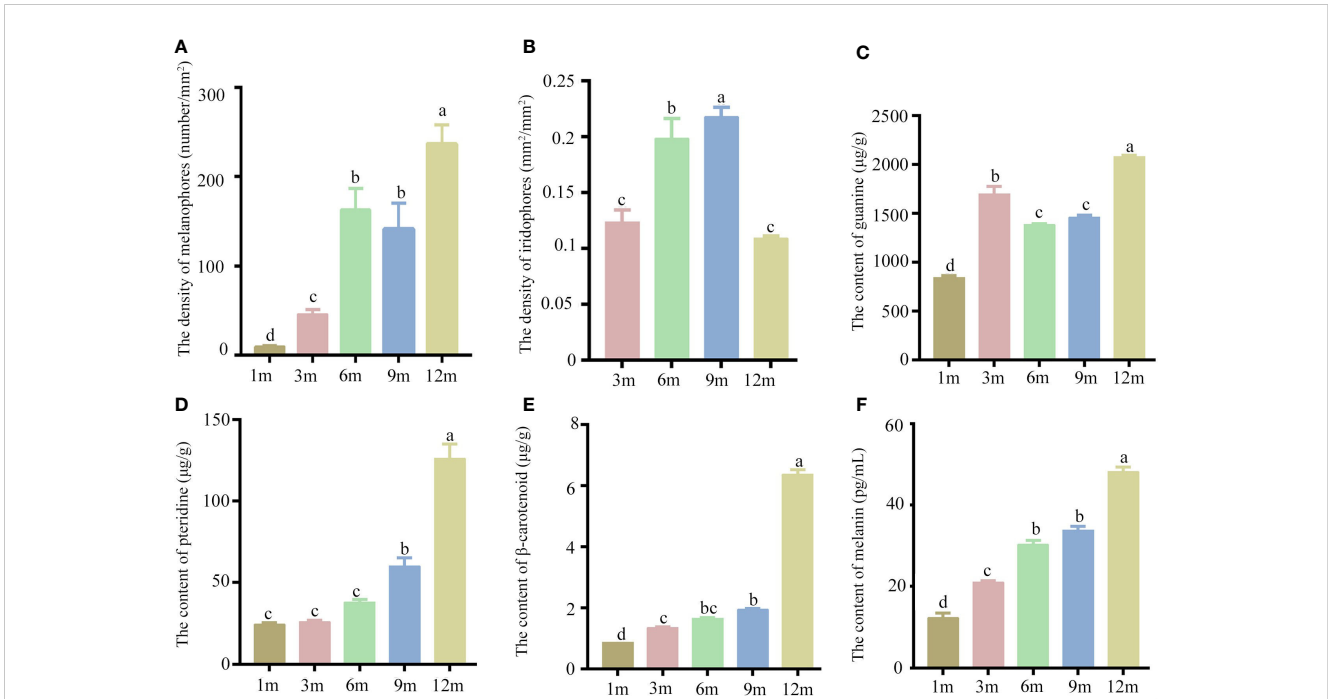 A
The density of melanophores (number/mm²)
300
200
100
0
d
c
b
b
a
1m 3m 6m 9m 12m
B
The density of iridophores (mm²/mm²)
0.25
0.2
0.15
0.1
0.05
0
c
b
a
c
3m 6m 9m 12m
C
The content of guanine (μg/g)
2500
2000
1500
1000
500
0
d
b
c
c
a
1m 3m 6m 9m 12m
D
The content of pteridine (μg/g)
150
100
50
0
c
c
c
b
a
1m 3m 6m 9m 12m
E
The content of β-carotenoid (μg/g)
8
6
4
2
0
d
c
bc
b
a
1m 3m 6m 9m 12m
F
The content of melanin (pg/mL)
60
40
20
0
d
c
b
b
a
1m 3m 6m 9m 12m